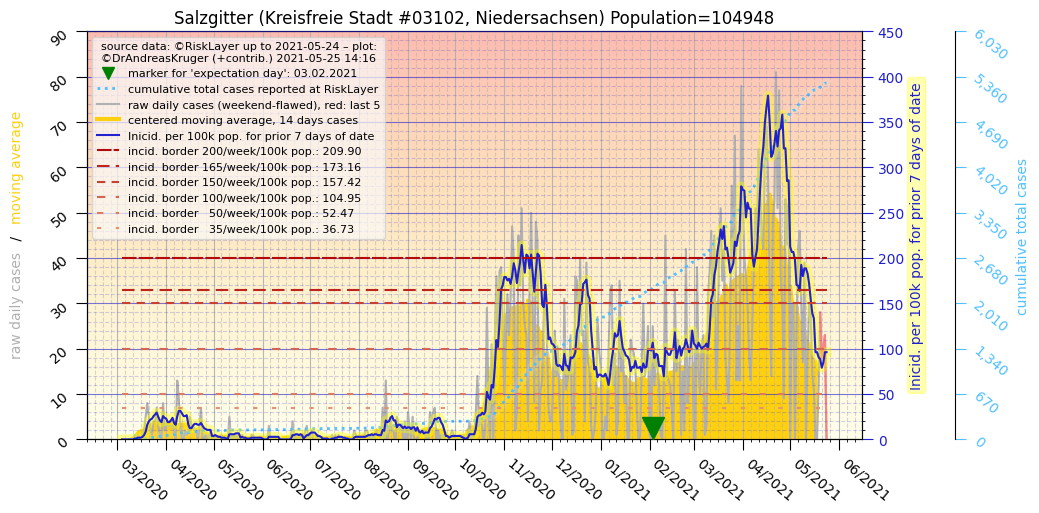 Salzgitter (Kreisfreie Stadt #03102, Niedersachsen) Population=104948
source data: ©RiskLayer up to 2021-05-24 – plot:
©DrAndreasKruger (+contrib.) 2021-05-25 14:16
marker for 'expectation day': 03.02.2021
cumulative total cases reported at RiskLayer
raw daily cases (weekend-flawed), red: last 5
centered moving average, 14 days cases
Inicid. per 100k pop. for prior 7 days of date
incid. border 200/week/100k pop.: 209.90
incid. border 165/week/100k pop.: 173.16
incid. border 150/week/100k pop.: 157.42
incid. border 100/week/100k pop.: 104.95
incid. border   50/week/100k pop.: 52.47
incid. border   35/week/100k pop.: 36.73
raw daily cases / moving average
90
80
70
60
50
40
30
20
10
0
03/2020
04/2020
05/2020
06/2020
07/2020
08/2020
09/2020
10/2020
11/2020
12/2020
01/2021
02/2021
03/2021
04/2021
05/2021
06/2021
450
400
350
300
250
200
150
100
50
0
Inicid. per 100k pop. for prior 7 days of date
6,030
5,360
4,690
4,020
3,350
2,680
2,010
1,340
670
0
cumulative total cases